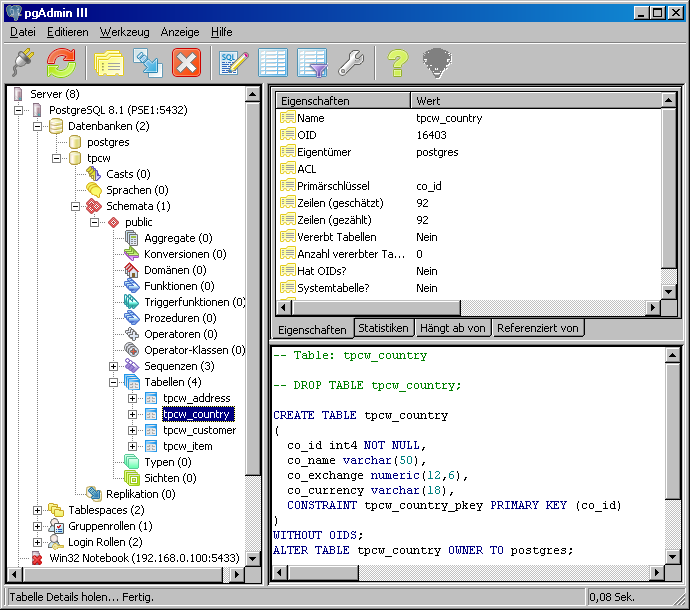 pgAdmin III
Datei Editieren Werkzeug Anzeige Hilfe
SQL
Server (8)
PostgreSQL 8.1 (PSE1:5432)
Datenbanken (2)
postgres
tpcw
Casts (0)
Sprachen (0)
Schemata (1)
public
Aggregate (0)
Konversionen (0)
Domänen (0)
Funktionen (0)
Triggerfunktionen (0)
Prozeduren (0)
Operatoren (0)
Operator-Klassen (0)
Sequenzen (3)
Tabellen (4)
tpcw_address
tpcw_country
tpcw_customer
tpcw_item
Typen (0)
Sichten (0)
Replikation (0)
Tablespaces (2)
Gruppenrollen (1)
Login Rollen (2)
Win32 Notebook (192.168.0.100:5433)
Eigenschaften Wert
Name tpcw_country
OID 16403
Eigentümer postgres
ACL
Primärschlüssel co_id
Zeilen (geschätzt) 92
Zeilen (gezählt) 92
Vererbt Tabellen Nein
Anzahl vererbter Ta... 0
Hat OIDs? Nein
Systemtabelle? Nein
Eigenschaften Statistiken Hängt ab von Referenziert von
-- Table: tpcw_country
-- DROP TABLE tpcw_country;
CREATE TABLE tpcw_country
(
co_id int4 NOT NULL,
co_name varchar(50),
co_exchange numeric(12,6),
co_currency varchar(18),
CONSTRAINT tpcw_country_pkey PRIMARY KEY (co_id)
)
WITHOUT OIDS;
ALTER TABLE tpcw_country OWNER TO postgres;
Tabelle Details holen... Fertig. 0,08 Sek.